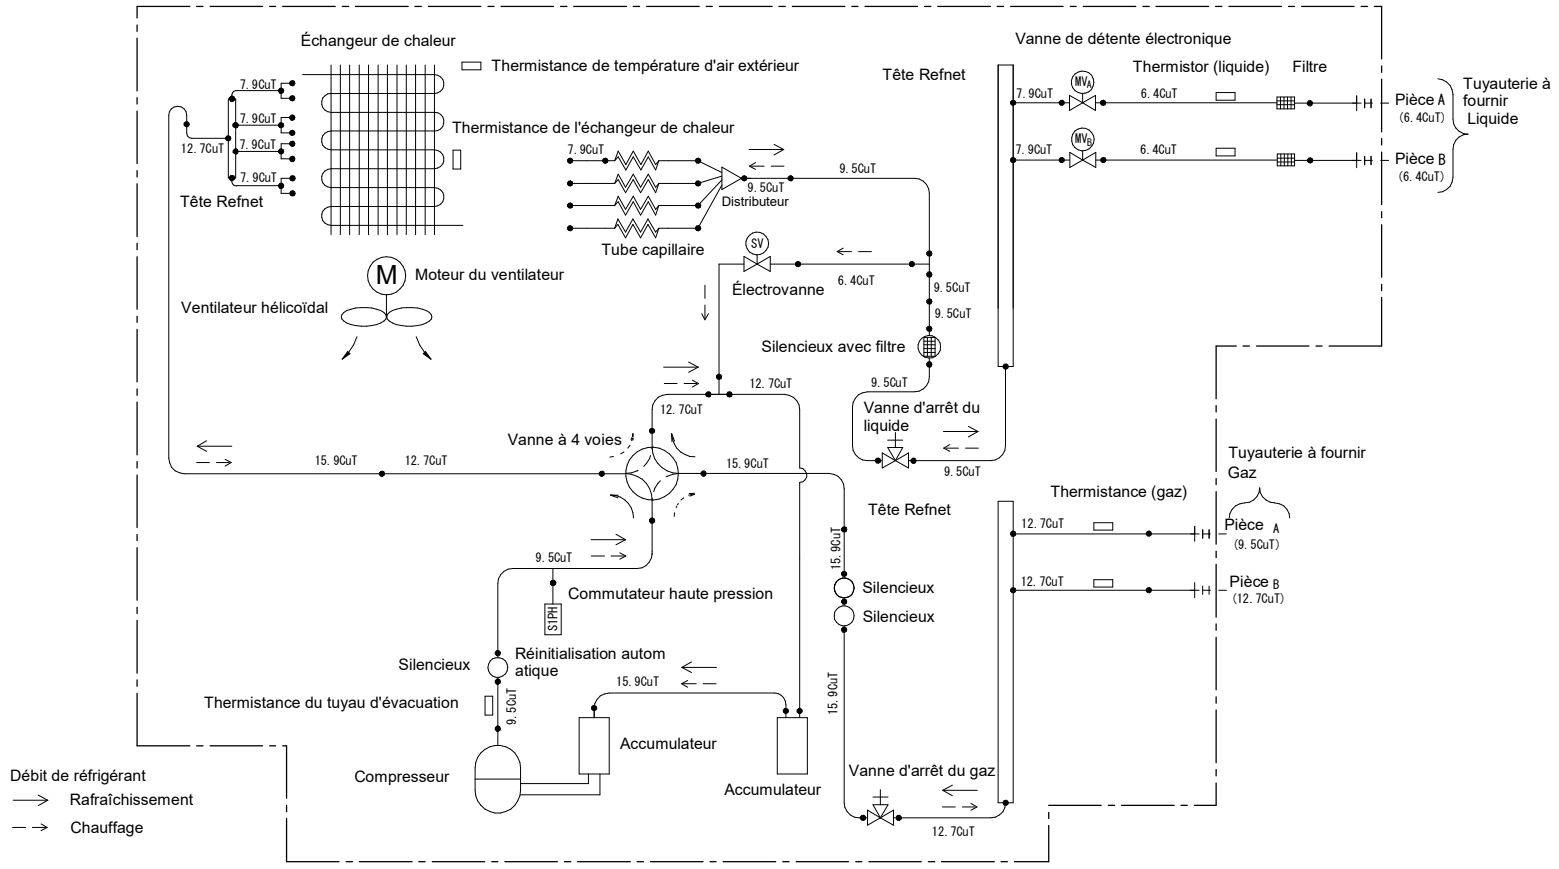 Échangeur de chaleur
Thermistance de température d'air extérieur
7.9CuT
7.9CuT
7.9CuT
7.9CuT
12.7CuT
Tête Refnet
Thermistance de l'échangeur de chaleur
7.9CuT
9.5CuT
Distributeur
Tube capillaire
9.5CuT
M
Moteur du ventilateur
Ventilateur hélicoïdal
SV
Électrovanne
6.4CuT
9.5CuT
9.5CuT
Silencieux avec filtre
9.5CuT
Vanne d'arrêt du
liquide
9.5CuT
Vanne de détente électronique
Tête Refnet
Thermistor (liquide)
Filtre
7.9CuT
MVA
6.4CuT
Pièce A
(6.4CuT)
7.9CuT
MVB
6.4CuT
Pièce B
(6.4CuT)
Tuyauterie à
fournir
Liquide
12.7CuT
12.7CuT
Vanne à 4 voies
15.9CuT
12.7CuT
15.9CuT
9.5CuT
Commutateur haute pression
S1PH
Silencieux
Réinitialisation autom
atique
Thermistance du tuyau d'évacuation
9.5CuT
15.9CuT
Accumulateur
Compresseur
Accumulateur
15.9CuT
Silencieux
Silencieux
15.9CuT
Vanne d'arrêt du gaz
12.7CuT
Tête Refnet
Thermistance (gaz)
Tuyauterie à fournir
Gaz
12.7CuT
Pièce A
(9.5CuT)
12.7CuT
Pièce B
(12.7CuT)
Débit de réfrigérant
Rafraîchissement
Chauffage